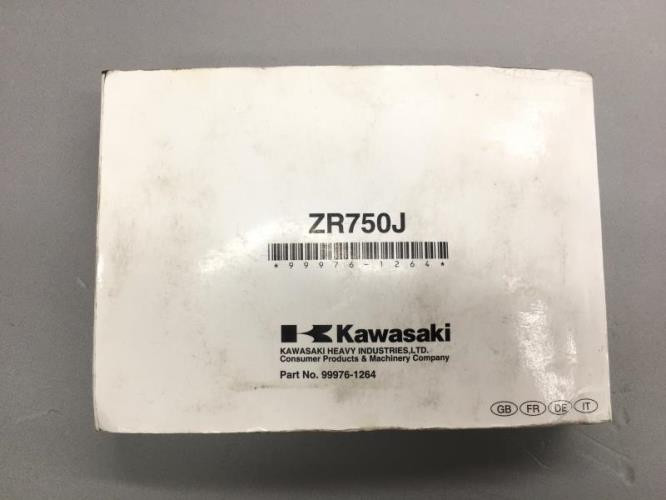 ZR750J
*99976-1264*
Kawasaki
KAWASAKI HEAVY INDUSTRIES,LTD.
Consumer Products & Machinery Company
Part No. 99976-1264
GB FR DE IT